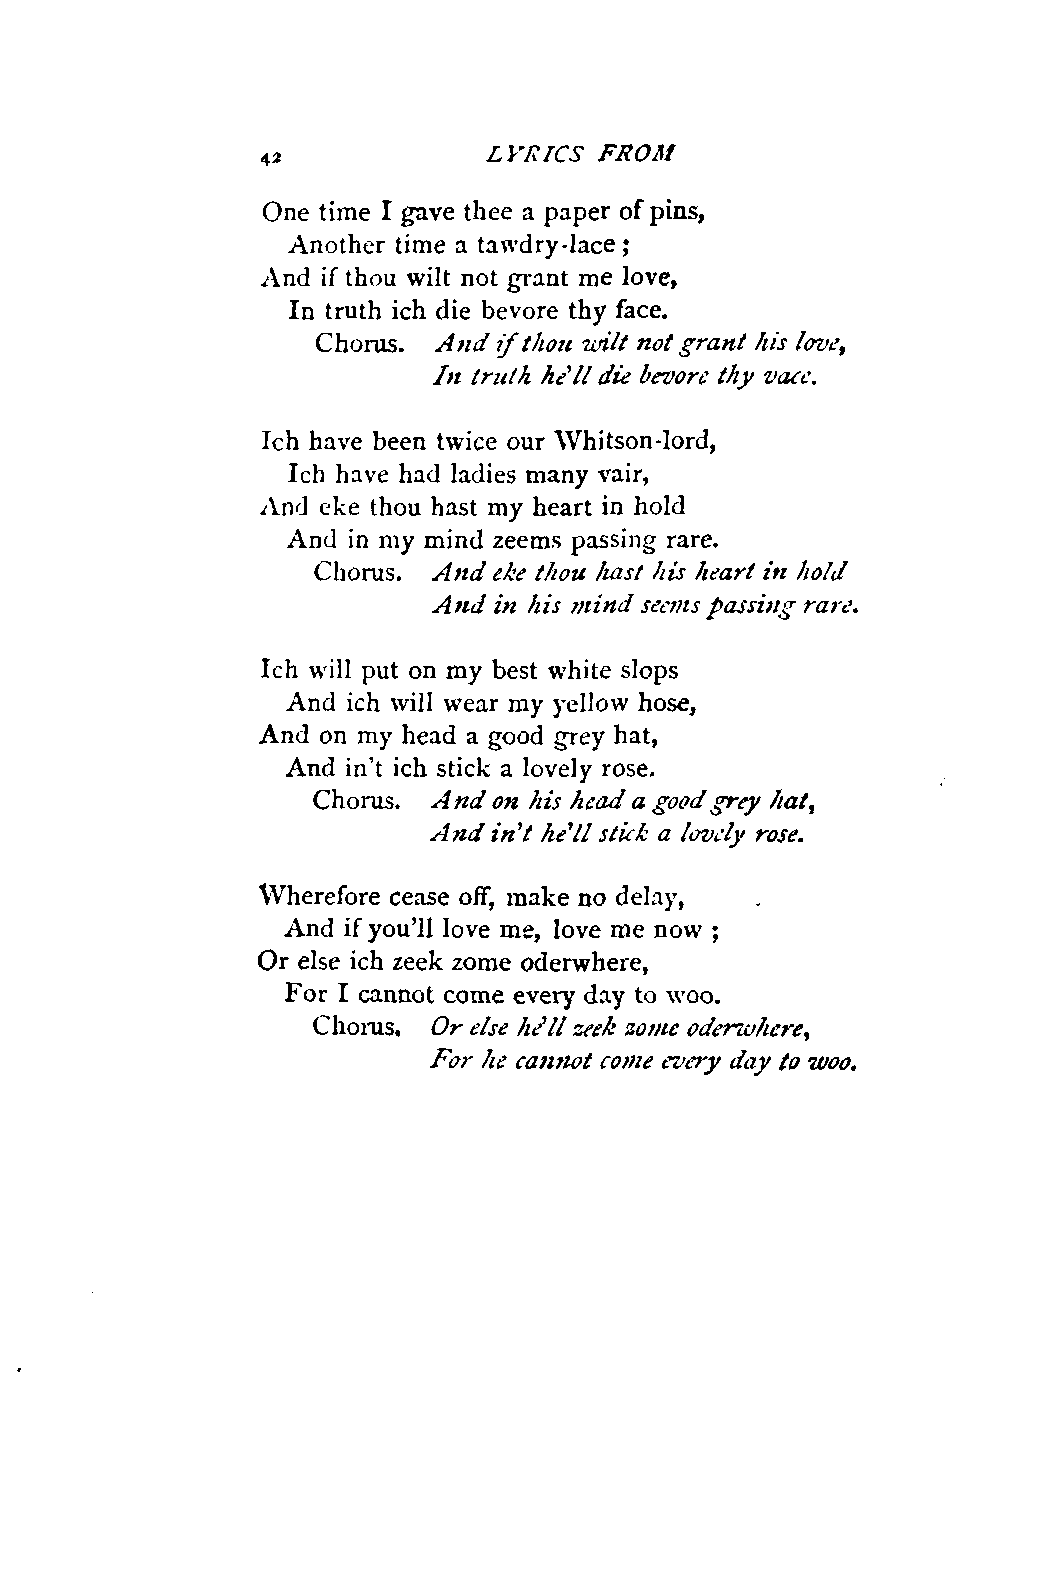 42 LYRICS FROM
One time I gave thee a paper of pins,
Another time a tawdry-lace ;
And if thou wilt not grant me love,
In truth ich die bevore thy face.
Chorus. And if thou wilt not grant his love,
In truth he'll die bevore thy vace.
Ich have been twice our Whitson-lord,
Ich have had ladies many vair,
And eke thou hast my heart in hold
And in my mind zeems passing rare.
Chorus. And eke thou hast his heart in hold
And in his mind seems passing rare.
Ich will put on my best white slops
And ich will wear my yellow hose,
And on my head a good grey hat,
And in't ich stick a lovely rose.
Chorus. And on his head a good grey hat,
And in't he'll stick a lovely rose.
Wherefore cease off, make no delay,
And if you'll love me, love me now ;
Or else ich zeek zome oderwhere,
For I cannot come every day to woo.
Chorus. Or else he'll zeek zome oderwhere,
For he cannot come every day to woo.